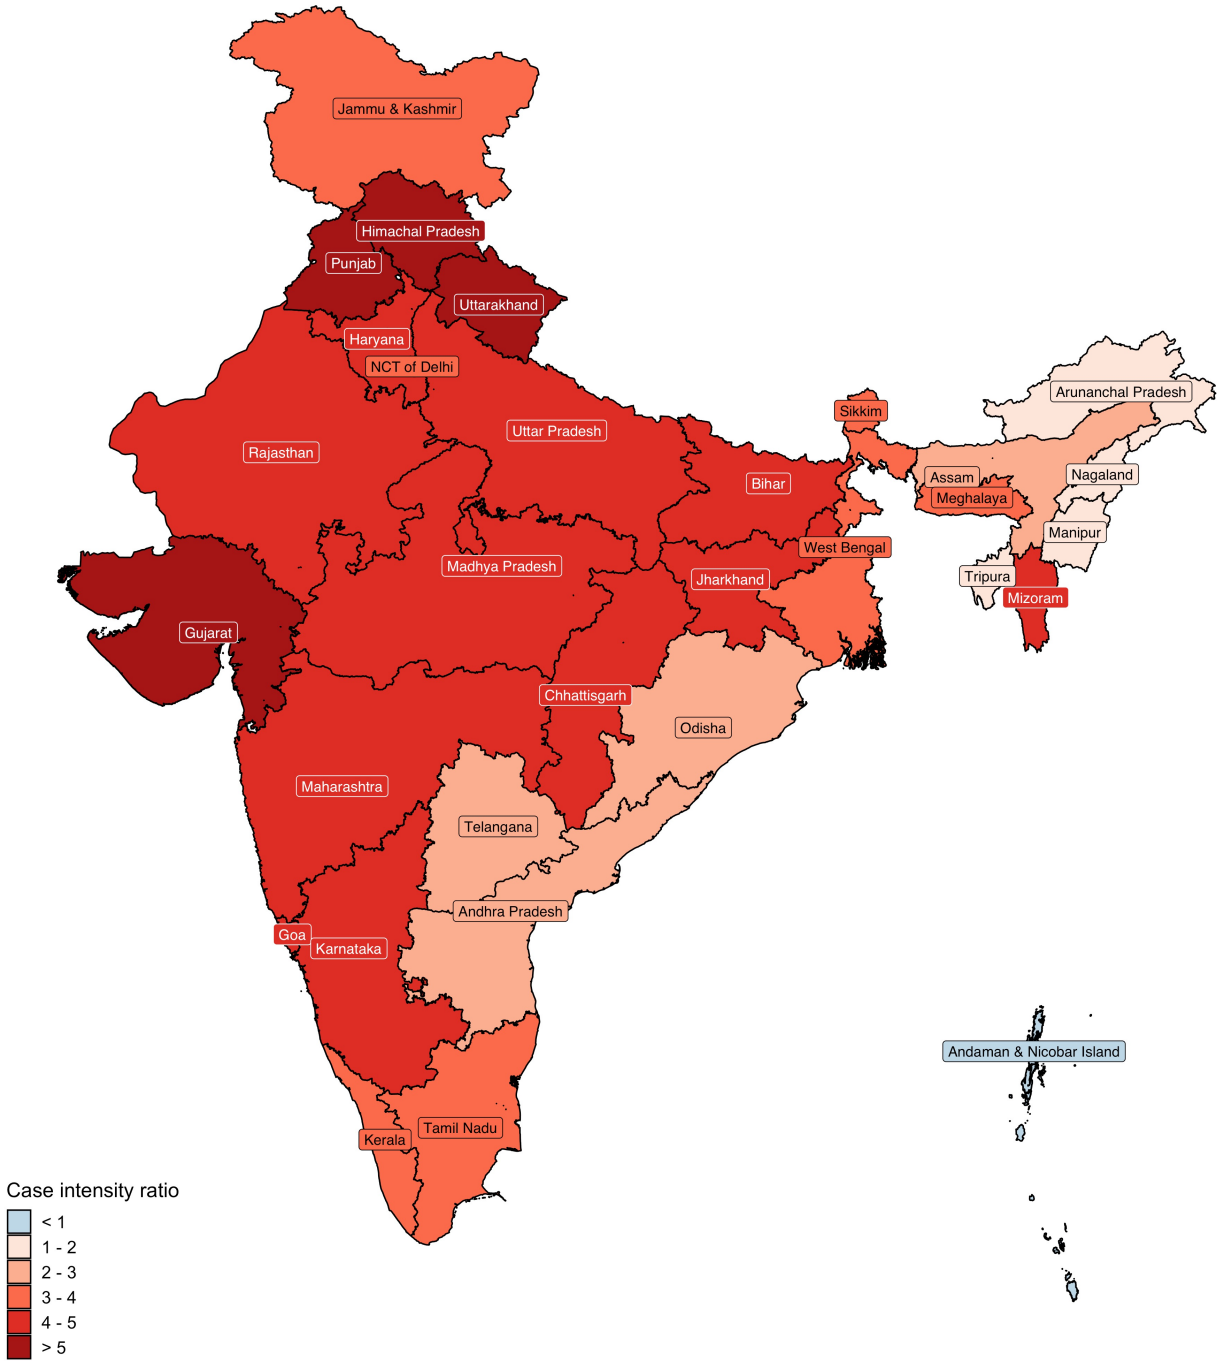 Jammu & Kashmir
Himachal Pradesh
Punjab
Uttarakhand
Haryana
NCT of Delhi
Arunanchal Pradesh
Sikkim
Uttar Pradesh
Rajasthan
Bihar
Assam
Nagaland
Meghalaya
Manipur
West Bengal
Madhya Pradesh
Jharkhand
Tripura
Mizoram
Gujarat
Chhattisgarh
Odisha
Maharashtra
Telangana
Andhra Pradesh
Goa
Karnataka
Andaman & Nicobar Island
Tamil Nadu
Kerala
Case intensity ratio
< 1
1 - 2
2 - 3
3 - 4
4 - 5
> 5